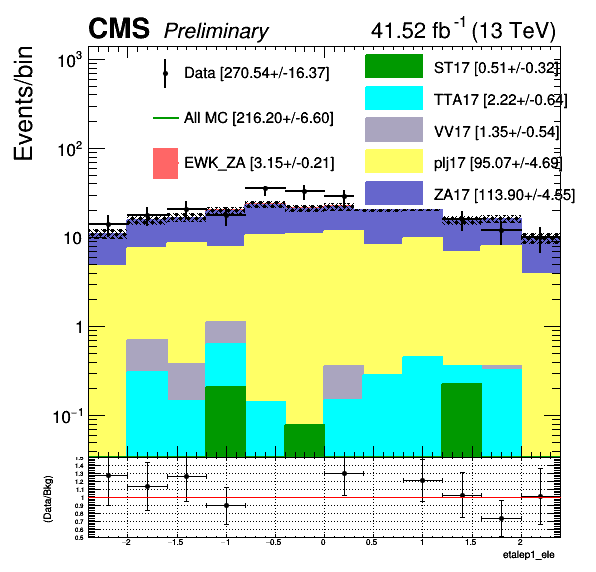 CMS Preliminary 41.52 fb⁻¹ (13 TeV)
Events/bin
10³
10²
10
1
10⁻¹
Data [270.54+/-16.37]
All MC [216.20+/-6.60]
EWK_ZA [3.15+/-0.21]
ST17 [0.51+/-0.32]
TTA17 [2.22+/-0.64]
VV17 [1.35+/-0.54]
plj17 [95.07+/-4.69]
ZA17 [113.90+/-4.55]
(Data/Bkg)
1.5
1.4
1.3
1.2
1.1
1
0.9
0.8
0.7
0.6
0.5
−2 −1.5 −1 −0.5 0 0.5 1 1.5 2
etalep1_ele